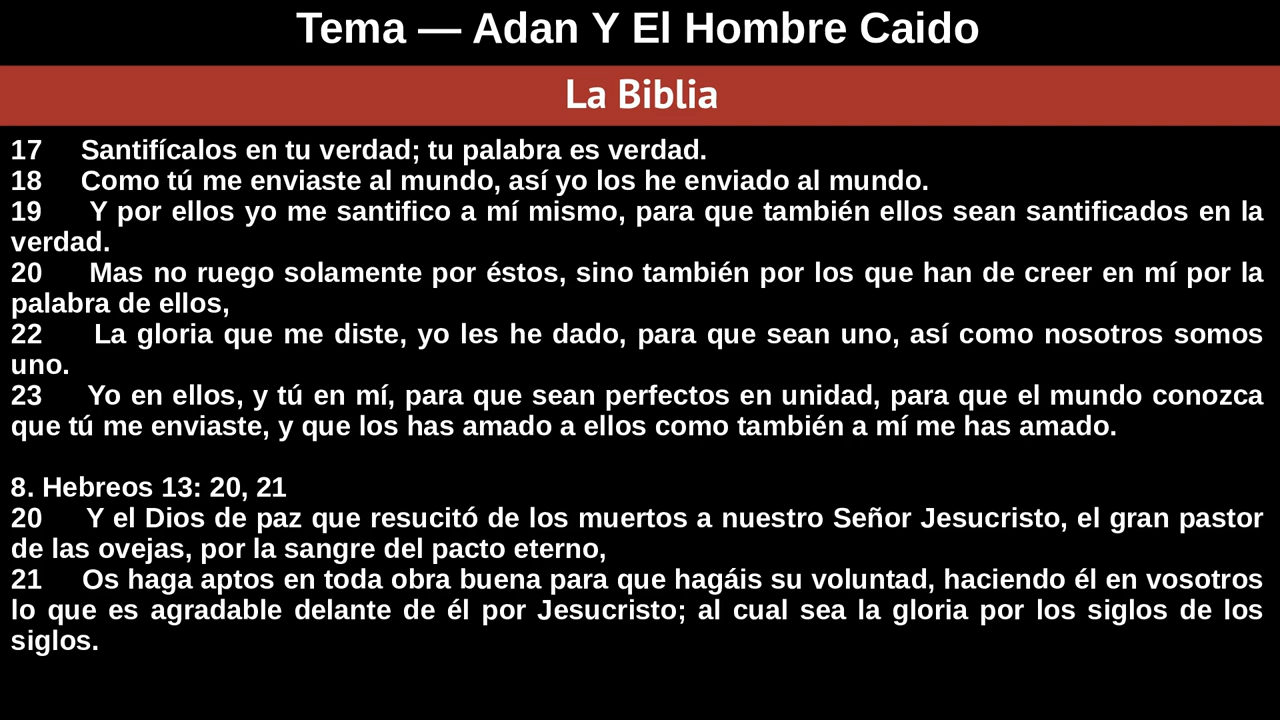 Tema — Adan Y El Hombre Caido
La Biblia
17 Santifícalos en tu verdad; tu palabra es verdad.
18 Como tú me enviaste al mundo, así yo los he enviado al mundo.
19 Y por ellos yo me santifico a mí mismo, para que también ellos sean santificados en la
verdad.
20 Mas no ruego solamente por éstos, sino también por los que han de creer en mí por la
palabra de ellos,
22 La gloria que me diste, yo les he dado, para que sean uno, así como nosotros somos
uno.
23 Yo en ellos, y tú en mí, para que sean perfectos en unidad, para que el mundo conozca
que tú me enviaste, y que los has amado a ellos como también a mí me has amado.
8. Hebreos 13: 20, 21
20 Y el Dios de paz que resucitó de los muertos a nuestro Señor Jesucristo, el gran pastor
de las ovejas, por la sangre del pacto eterno,
21 Os haga aptos en toda obra buena para que hagáis su voluntad, haciendo él en vosotros
lo que es agradable delante de él por Jesucristo; al cual sea la gloria por los siglos de los
siglos.